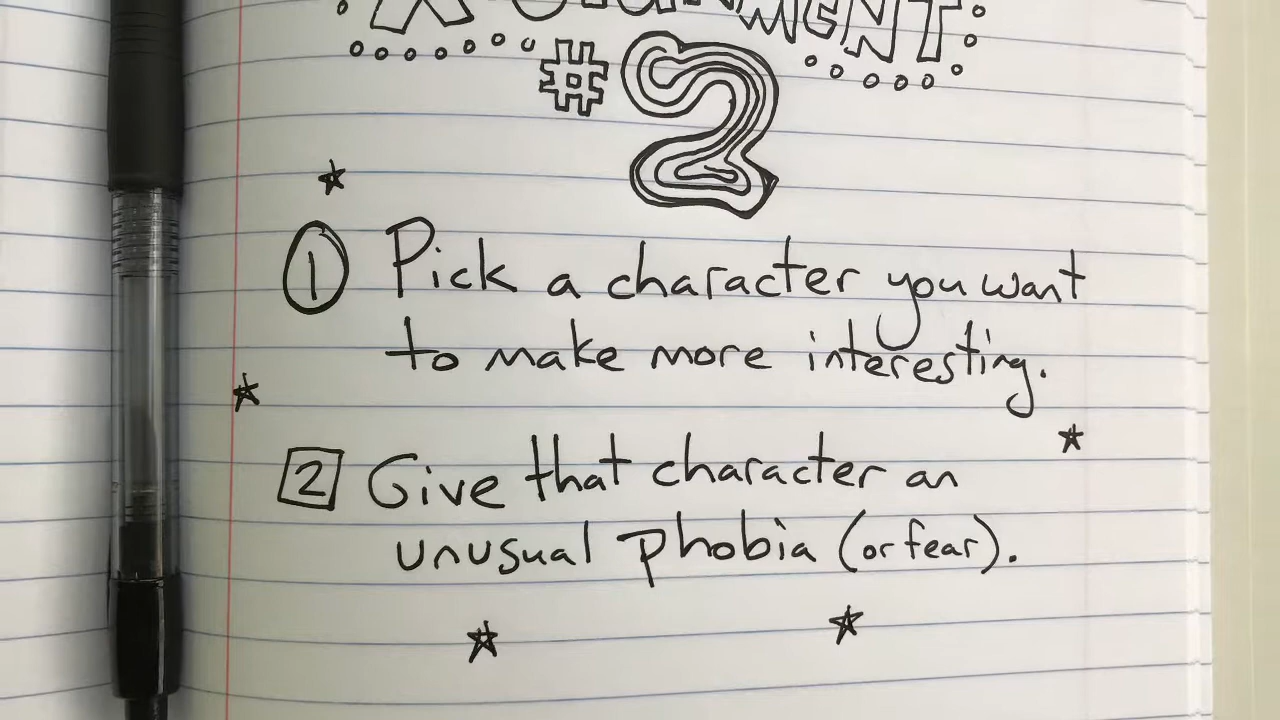 #2
1 Pick a character you want
to make more interesting.
2 Give that character an
unusual phobia (or fear).